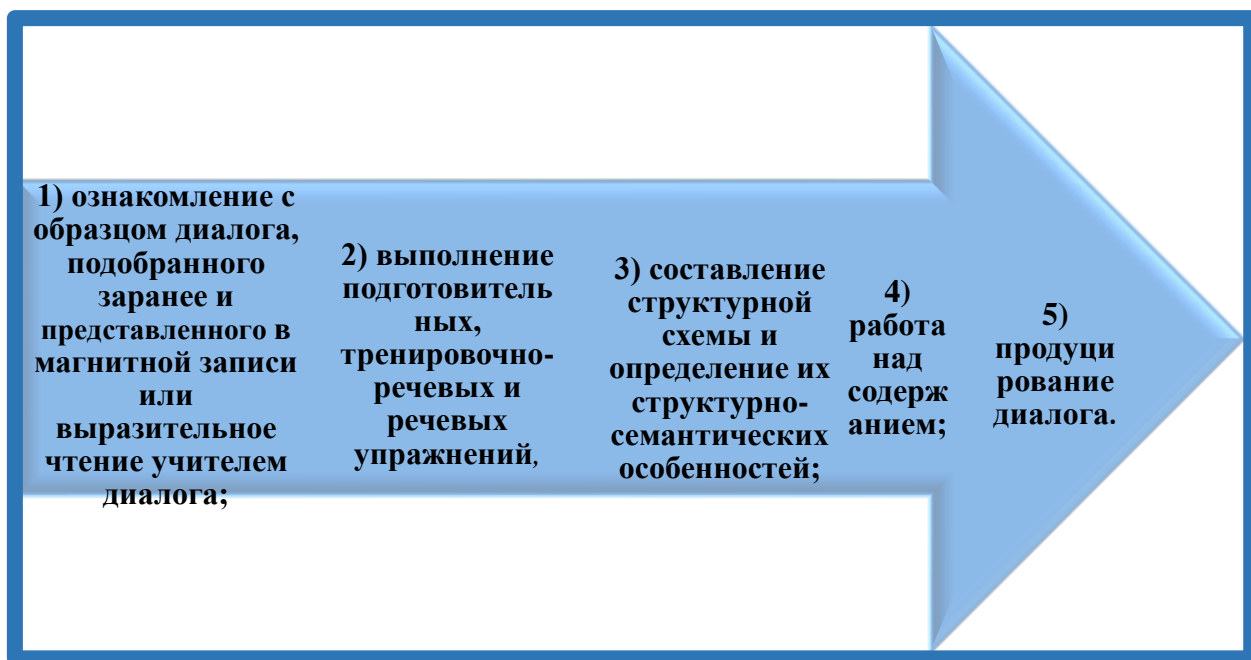 1) ознакомление с
образцом диалога,
подобранного
заранее и
представленного в
магнитной записи
или
выразительное
чтение учителем
диалога;
2) выполнение
подготовитель
ных,
тренировочно-
речевых и
речевых
упражнений,
3) составление
структурной
схемы и
определение их
структурно-
семантических
особенностей;
4)
работа
над
содерж
анием;
5)
продуци
рование
диалога.